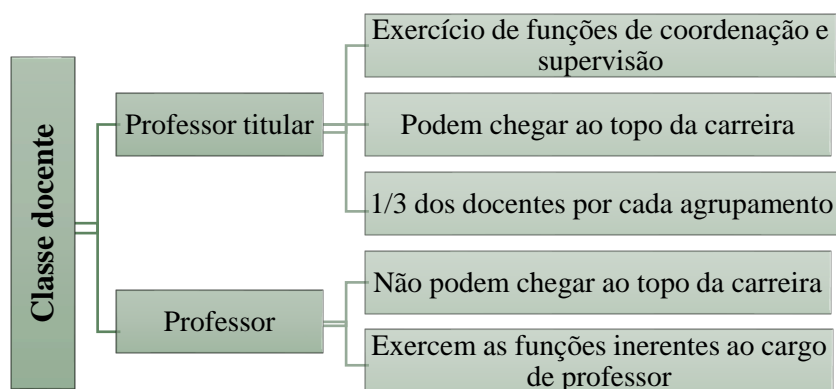 Classe docente
Professor titular
Exercício de funções de coordenação e
supervisão
Podem chegar ao topo da carreira
1/3 dos docentes por cada agrupamento
Professor
Não podem chegar ao topo da carreira
Exercem as funções inerentes ao cargo
de professor